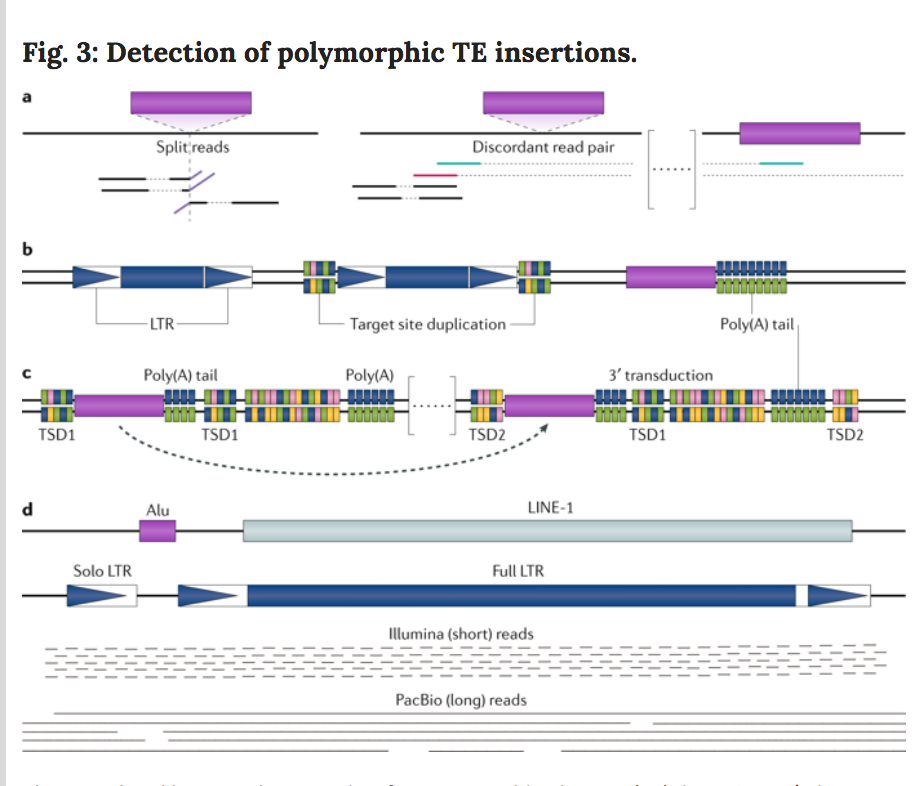 Fig. 3: Detection of polymorphic TE insertions.
a
Split reads
Discordant read pair
b
LTR
Target site duplication
Poly(A) tail
c
Poly(A) tail
Poly(A)
3′ transduction
TSD1
TSD1
TSD2
TSD1
TSD2
d
Alu
LINE-1
Solo LTR
Full LTR
Illumina (short) reads
PacBio (long) reads